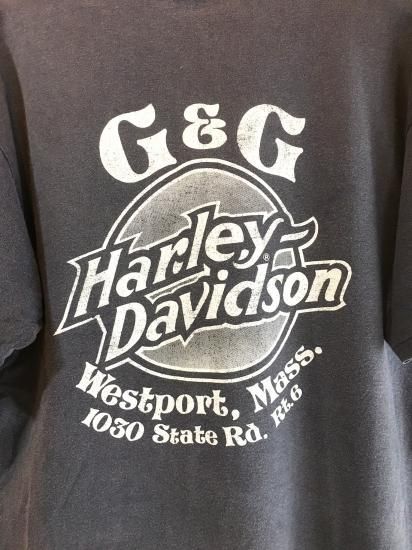 G & G
Harley-
Davidson
®
Westport, Mass.
1030 State Rd. Rt.6